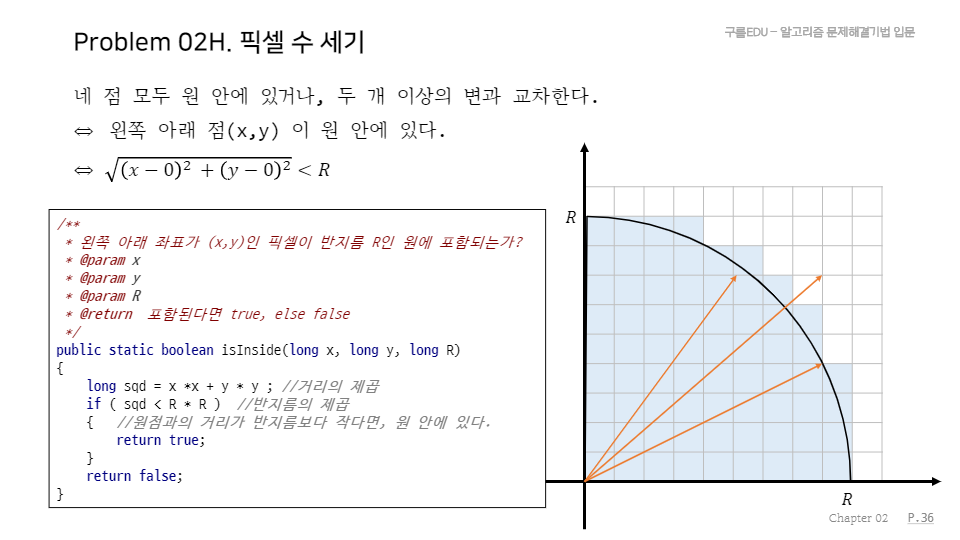 Problem 02H. 픽셀 수 세기
구름EDU – 알고리즘 문제해결기법 입문
네 점 모두 원 안에 있거나, 두 개 이상의 변과 교차한다.
⇔ 왼쪽 아래 점(x,y) 이 원 안에 있다.
⇔ √((x − 0)² + (y − 0)²) < R
/**
* 왼쪽 아래 좌표가 (x,y)인 픽셀이 반지름 R인 원에 포함되는가?
* @param x
* @param y
* @param R
* @return 포함된다면 true, else false
*/
public static boolean isInside(long x, long y, long R)
{
long sqd = x *x + y * y ; //거리의 제곱
if ( sqd < R * R ) //반지름의 제곱
{ //원점과의 거리가 반지름보다 작다면, 원 안에 있다.
return true;
}
return false;
}
R
R
Chapter 02 P.36